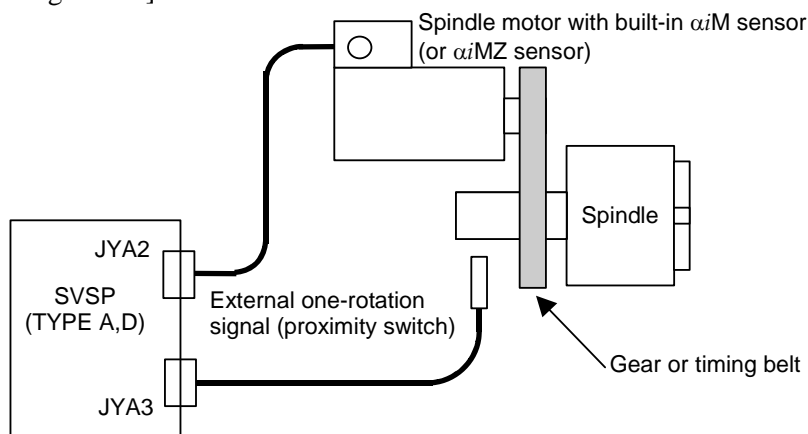 Spindle motor with built-in αiM sensor
(or αiMZ sensor)
Spindle
JYA2
SVSP
(TYPE A,D)
External one-rotation
signal (proximity switch)
Gear or timing belt
JYA3